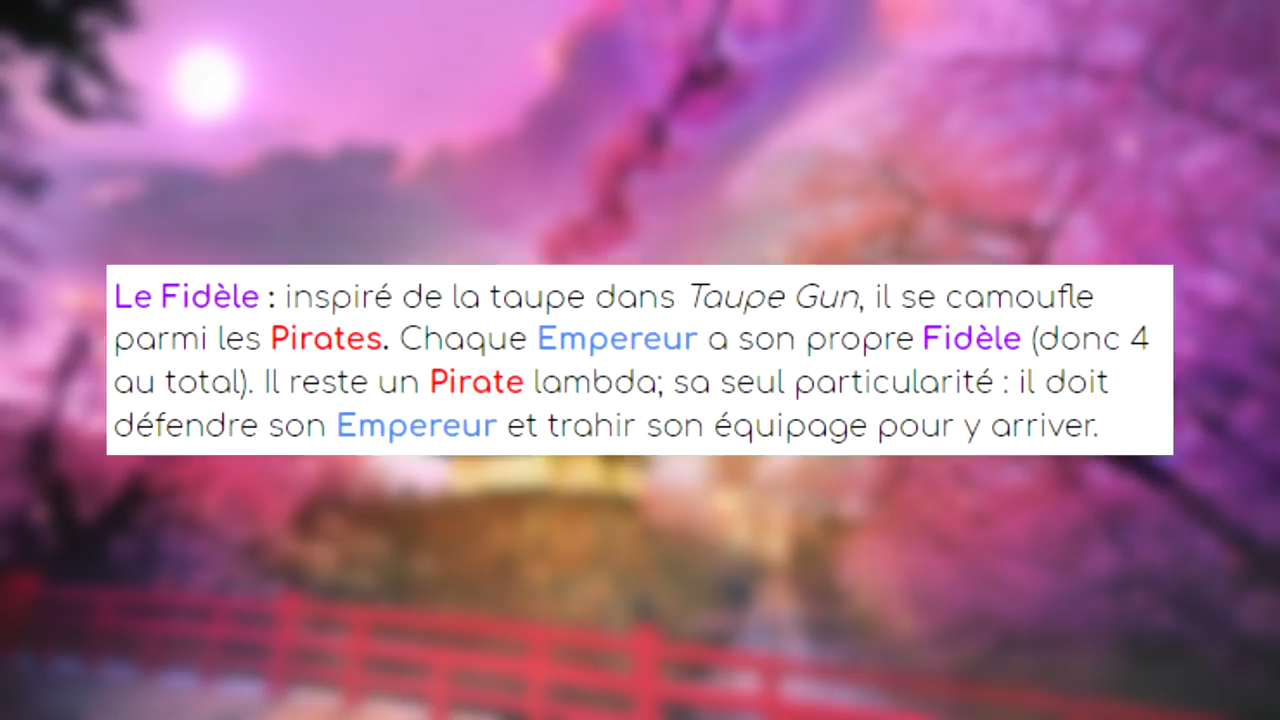 Le Fidèle : inspiré de la taupe dans Taupe Gun, il se camoufle
parmi les Pirates. Chaque Empereur a son propre Fidèle (donc 4
au total). Il reste un Pirate lambda; sa seul particularité : il doit
défendre son Empereur et trahir son équipage pour y arriver.